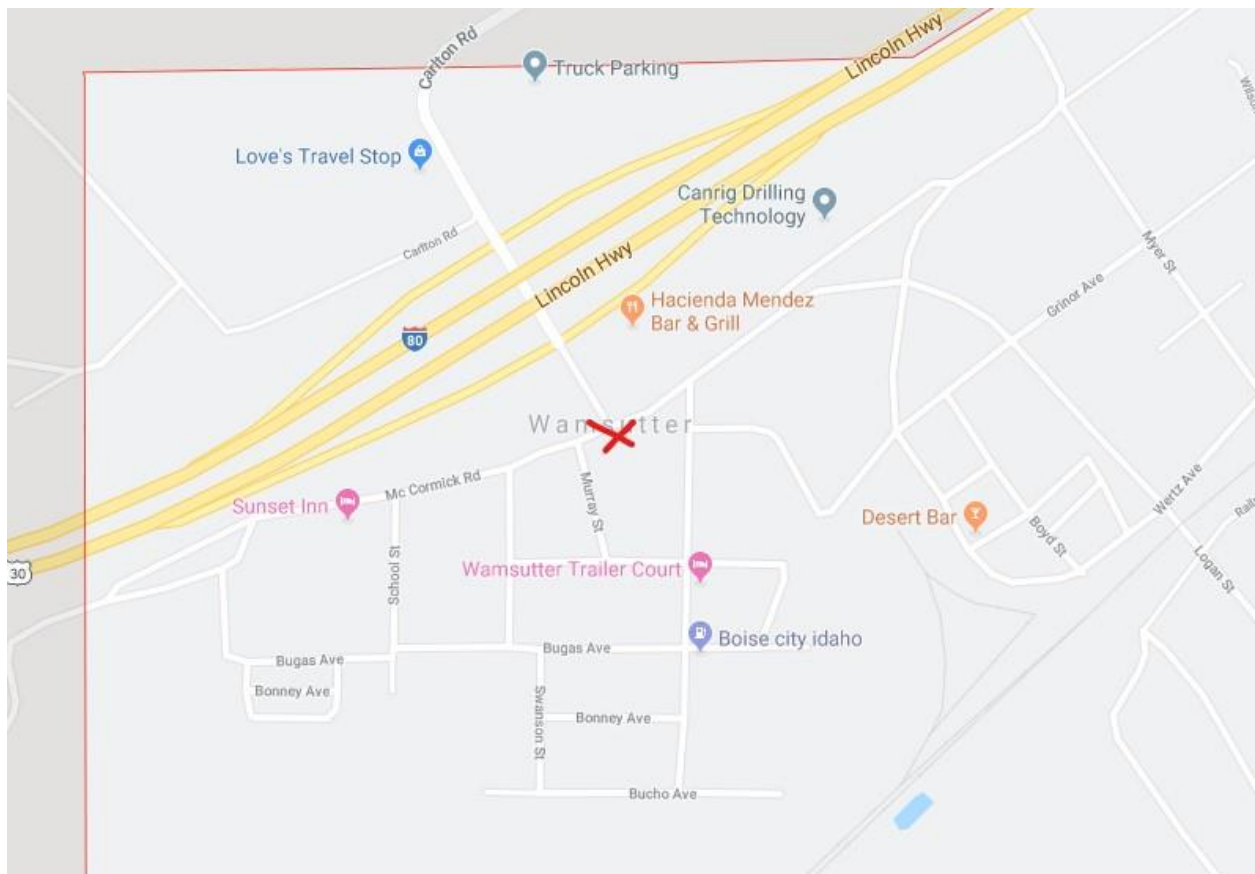 Carlton Rd
Lincoln Hwy
Truck Parking
Love's Travel Stop
Canrig Drilling
Technology
Carlton Rd
Lincoln Hwy
Myer St
Grinor Ave
Hacienda Mendez
Bar & Grill
80
Wamsutter
Mc Cormick Rd
Sunset Inn
Murray St
Wertz Ave
Desert Bar
Boyd St
30
School St
Wamsutter Trailer Court
Logan St
Boise city idaho
Bugas Ave
Bugas Ave
Bonney Ave
Swanson St
Bonney Ave
Bucho Ave